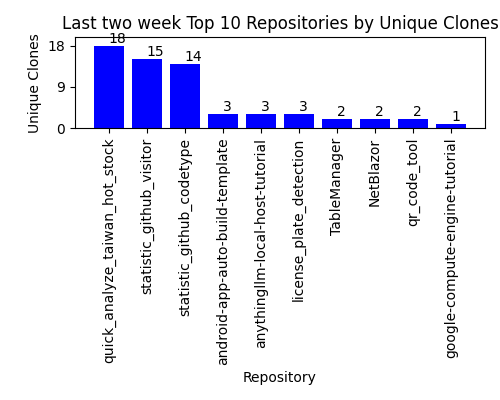 Last two week Top 10 Repositories by Unique Clones
Unique Clones
18
9
0
18
15
14
3
3
3
2
2
2
1
quick_analyze_taiwan_hot_stock
statistic_github_visitor
statistic_github_codetype
android-app-auto-build-template
anythingllm-local-host-tutorial
license_plate_detection
TableManager
NetBlazor
qr_code_tool
google-compute-engine-tutorial
Repository